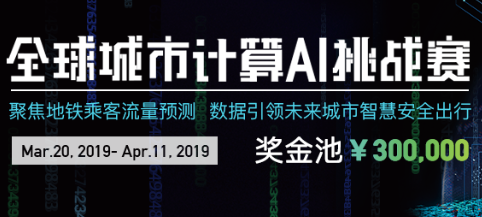 全球城市计算AI挑战赛
聚焦地铁乘客流量预测 数据引领未来城市智慧安全出行
Mar.20, 2019- Apr.11, 2019 奖金池 ¥300,000